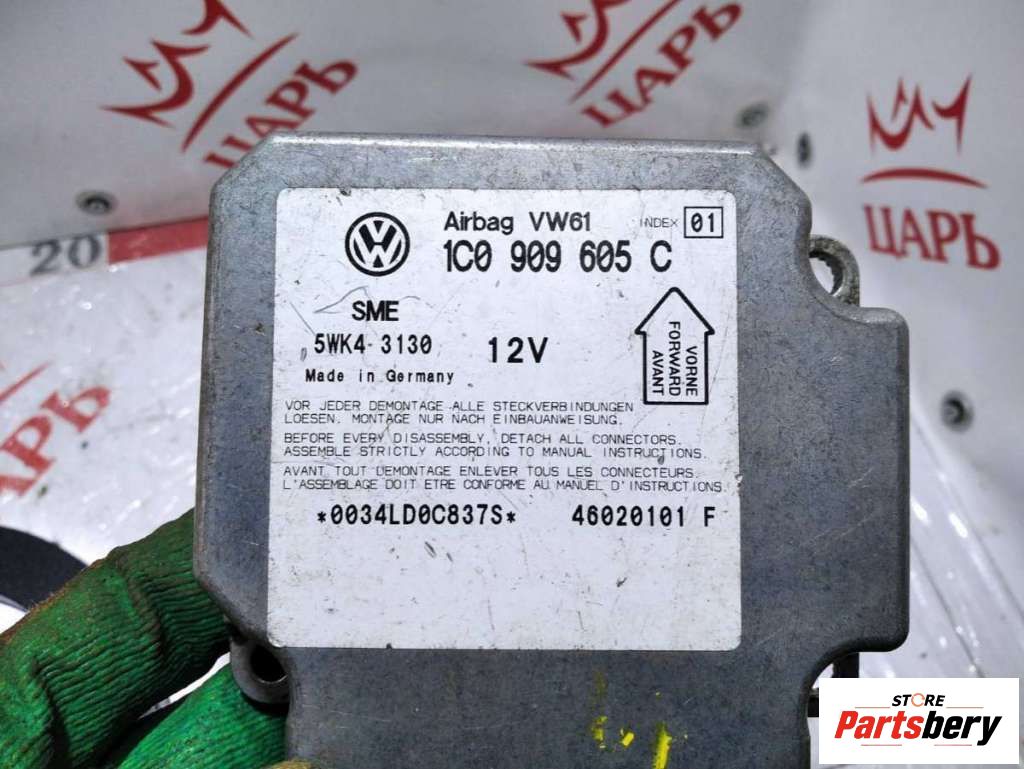 ЦАРЬ
ЦАРЬ
ЦАРЬ
20
Airbag VW61 INDEX 01
1C0 909 605 C
SME
5WK4 3130 12V
Made in Germany
VORNE
FORWARD
AVANT
VOR JEDER DEMONTAGE ALLE STECKVERBINDUNGEN
LOESEN. MONTAGE NUR NACH EINBAUANWEISUNG.
BEFORE EVERY DISASSEMBLY, DETACH ALL CONNECTORS.
ASSEMBLE STRICTLY ACCORDING TO MANUAL INSTRUCTIONS.
AVANT TOUT DEMONTAGE ENLEVER TOUS LES CONNECTEURS.
L'ASSEMBLAGE DOIT ETRE CONFORME AU MANUEL D'INSTRUCTIONS.
*0034LD0C837S* 46020101 F
STORE
Partsbery